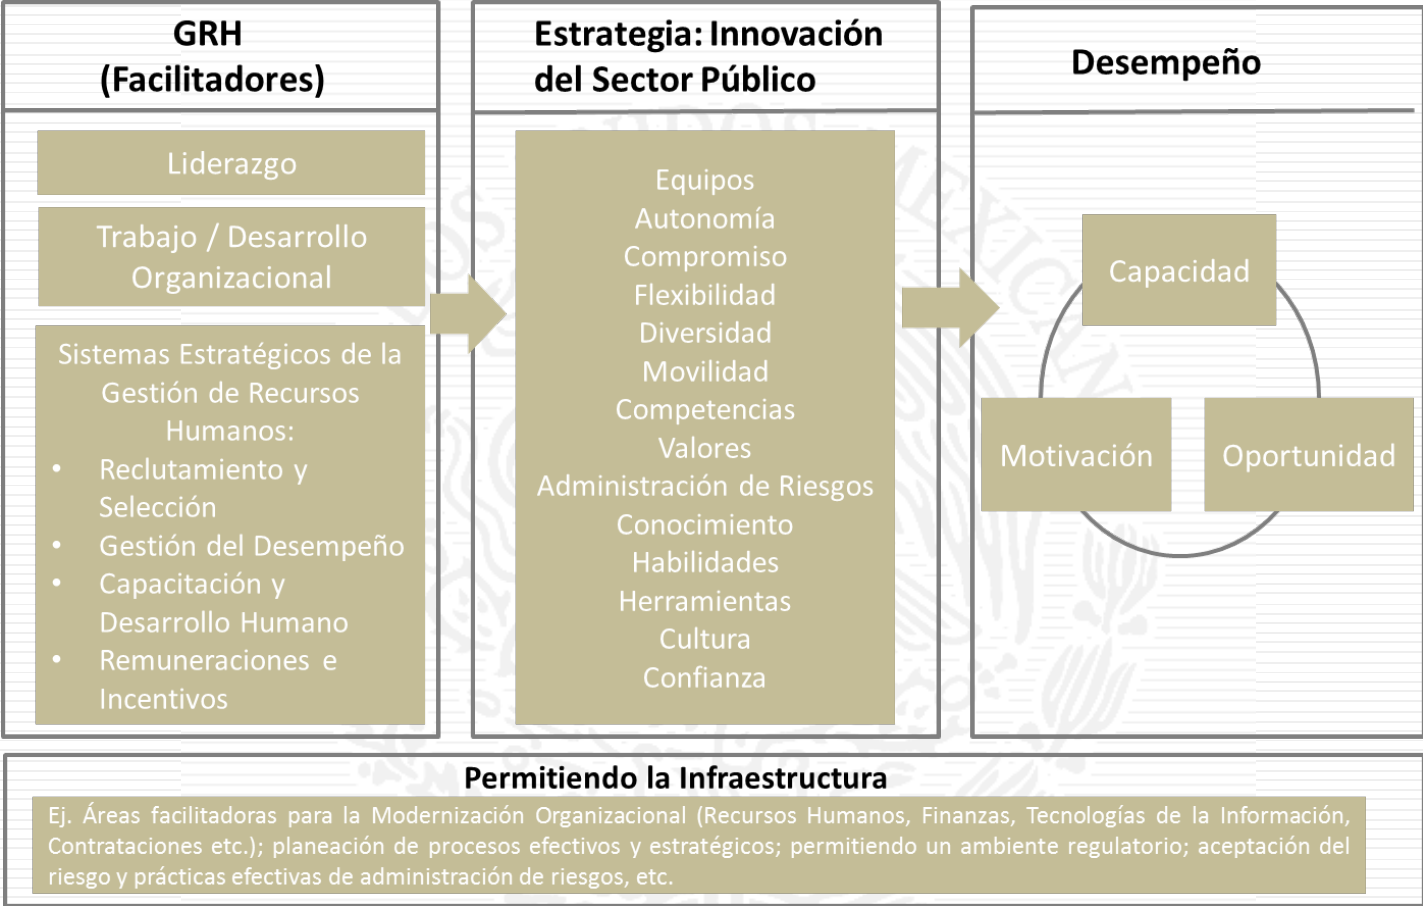 GRH
(Facilitadores)
Liderazgo
Trabajo / Desarrollo
Organizacional
Sistemas Estratégicos de la
Gestión de Recursos
Humanos:
• Reclutamiento y
Selección
• Gestión del Desempeño
• Capacitación y
Desarrollo Humano
• Remuneraciones e
Incentivos
Estrategia: Innovación
del Sector Público
Equipos
Autonomía
Compromiso
Flexibilidad
Diversidad
Movilidad
Competencias
Valores
Administración de Riesgos
Conocimiento
Habilidades
Herramientas
Cultura
Confianza
Desempeño
Capacidad
Motivación
Oportunidad
Permitiendo la Infraestructura
Ej. Áreas facilitadoras para la Modernización Organizacional (Recursos Humanos, Finanzas, Tecnologías de la Información,
Contrataciones etc.); planeación de procesos efectivos y estratégicos; permitiendo un ambiente regulatorio; aceptación del
riesgo y prácticas efectivas de administración de riesgos, etc.